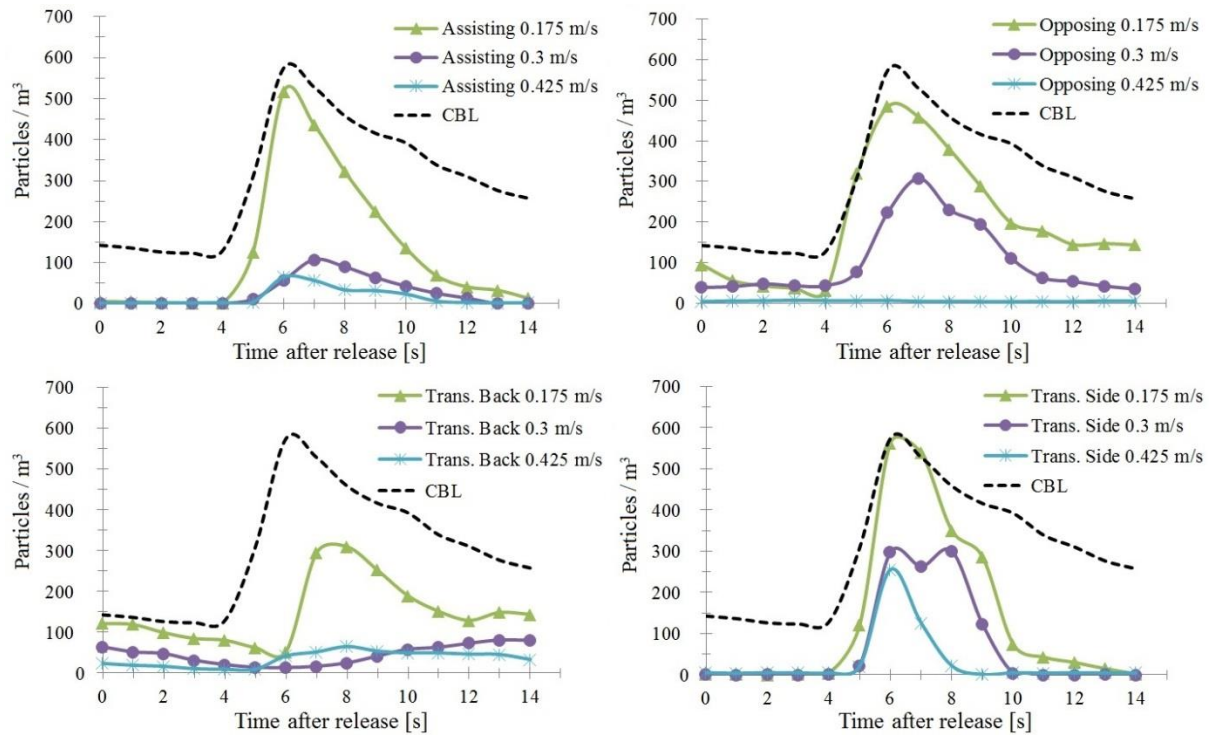 700
600
500
400
300
200
100
0
Particles / m³
Assisting 0.175 m/s
Assisting 0.3 m/s
Assisting 0.425 m/s
CBL
0 2 4 6 8 10 12 14
Time after release [s]
700
600
500
400
300
200
100
0
Particles / m³
Opposing 0.175 m/s
Opposing 0.3 m/s
Opposing 0.425 m/s
CBL
0 2 4 6 8 10 12 14
Time after release [s]
700
600
500
400
300
200
100
0
Particles / m³
Trans. Back 0.175 m/s
Trans. Back 0.3 m/s
Trans. Back 0.425 m/s
CBL
0 2 4 6 8 10 12 14
Time after release [s]
700
600
500
400
300
200
100
0
Particles / m³
Trans. Side 0.175 m/s
Trans. Side 0.3 m/s
Trans. Side 0.425 m/s
CBL
0 2 4 6 8 10 12 14
Time after release [s]